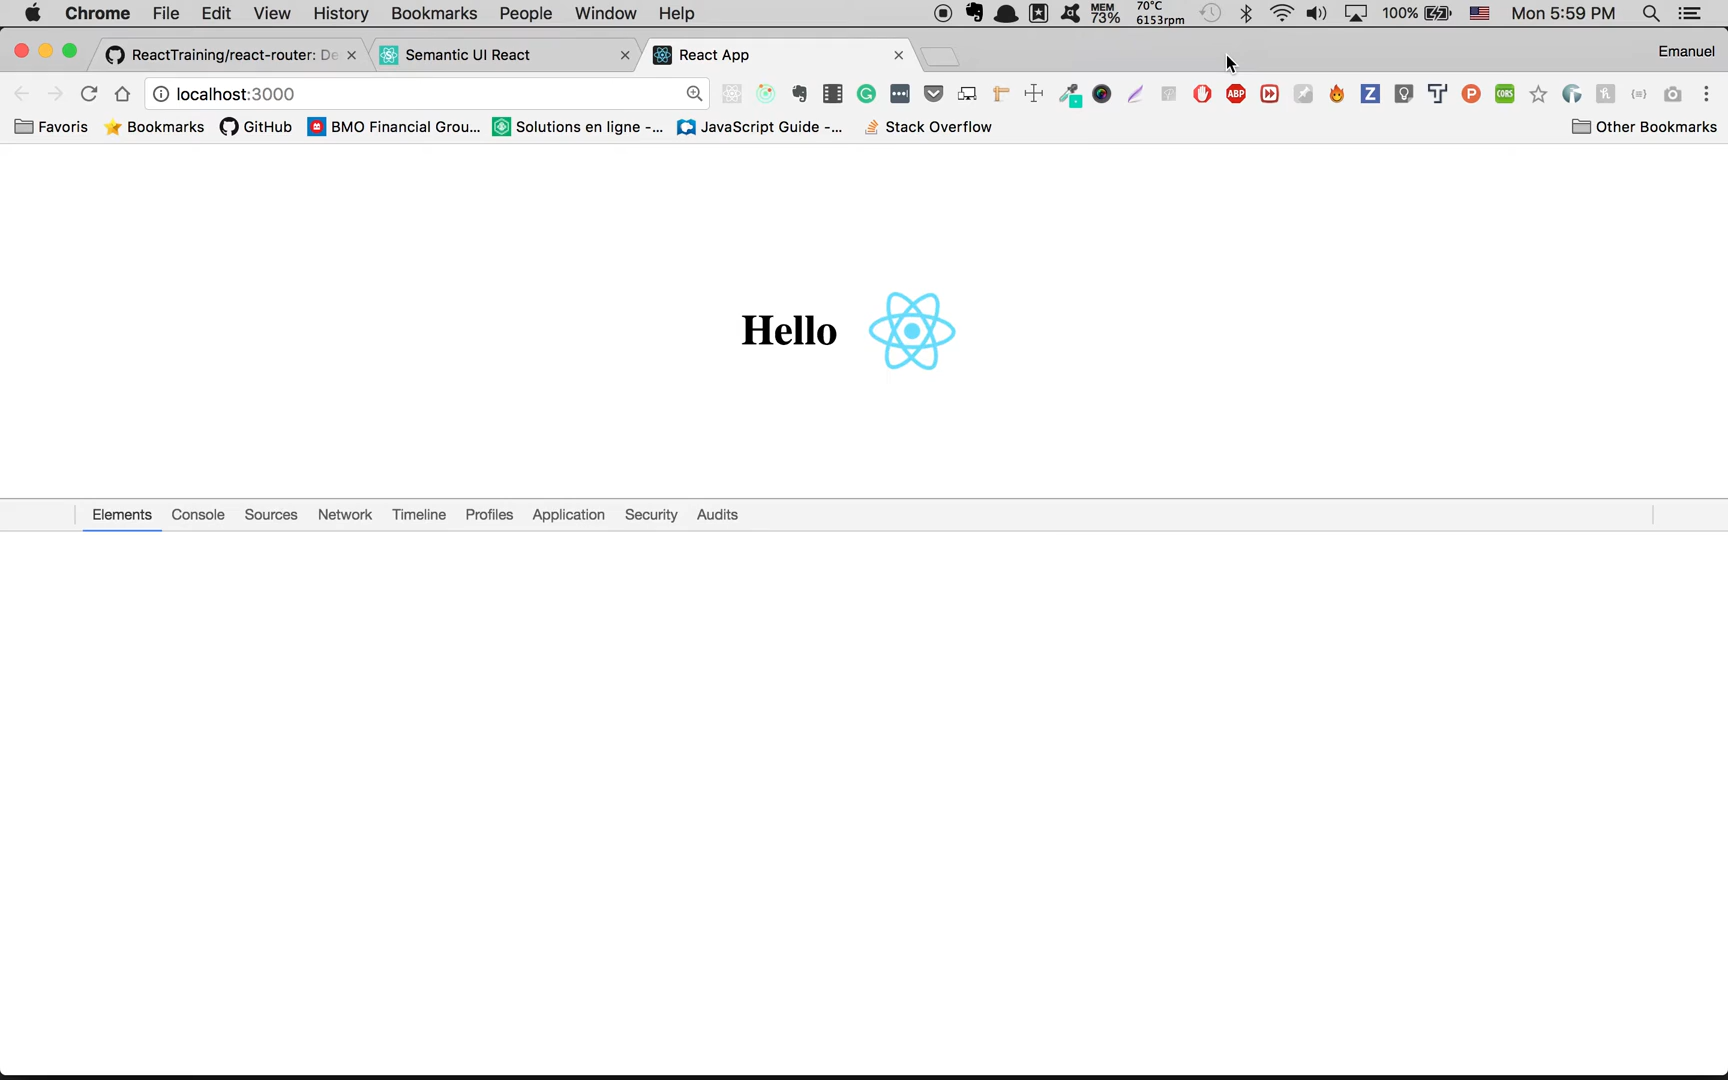 Chrome File Edit View History Bookmarks People Window Help MEM 73% 70°C 6153rpm 100% Mon 5:59 PM
ReactTraining/react-router: De Semantic UI React React App Emanuel
localhost:3000 ABP CORS
Favoris Bookmarks GitHub BMO Financial Grou... Solutions en ligne -... JavaScript Guide -... Stack Overflow Other Bookmarks
Hello
Elements Console Sources Network Timeline Profiles Application Security Audits